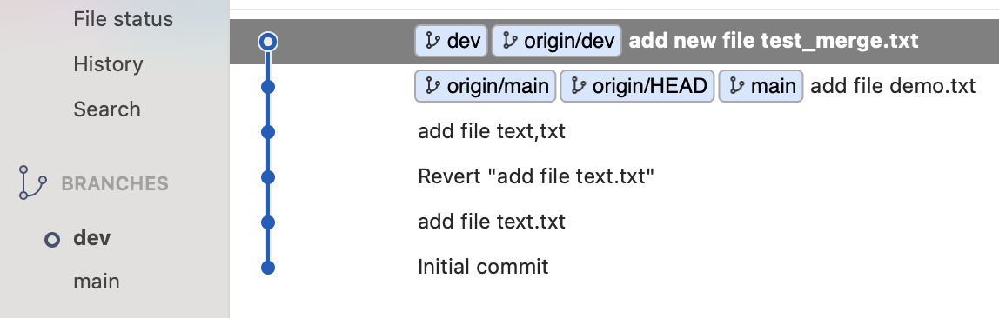 File status
History
Search
BRANCHES
dev
main
dev origin/dev add new file test_merge.txt
origin/main origin/HEAD main add file demo.txt
add file text,txt
Revert "add file text.txt"
add file text.txt
Initial commit